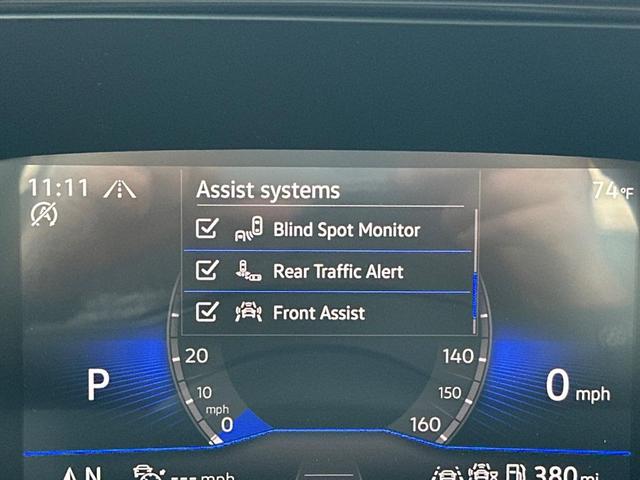 11:11 Assist systems 74°F
Blind Spot Monitor
Rear Traffic Alert
Front Assist
20 140
P 10 150 0 mph
mph
0 160
N --- mph 380 mi